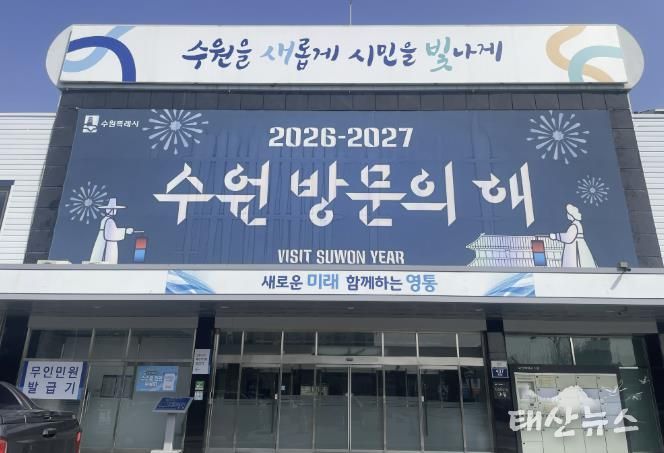 수원을 새롭게 시민을 빛나게
수원특례시
2026-2027
수원 방문의 해
VISIT SUWON YEAR
새로운 미래 함께하는 영통
무인민원
발급기
태산뉴스